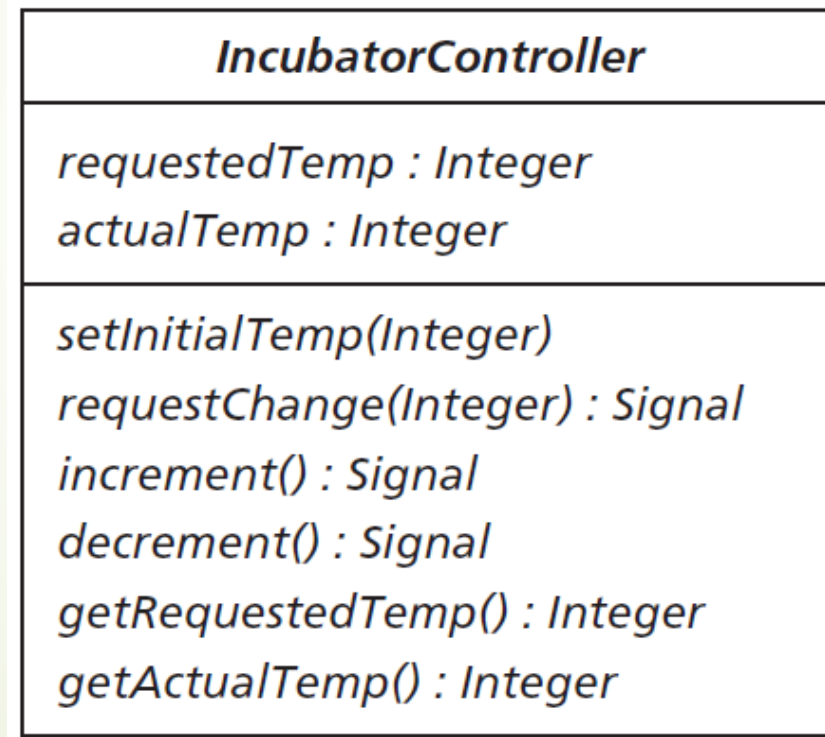 IncubatorController
requestedTemp : Integer
actualTemp : Integer
setInitialTemp(Integer)
requestChange(Integer) : Signal
increment() : Signal
decrement() : Signal
getRequestedTemp() : Integer
getActualTemp() : Integer